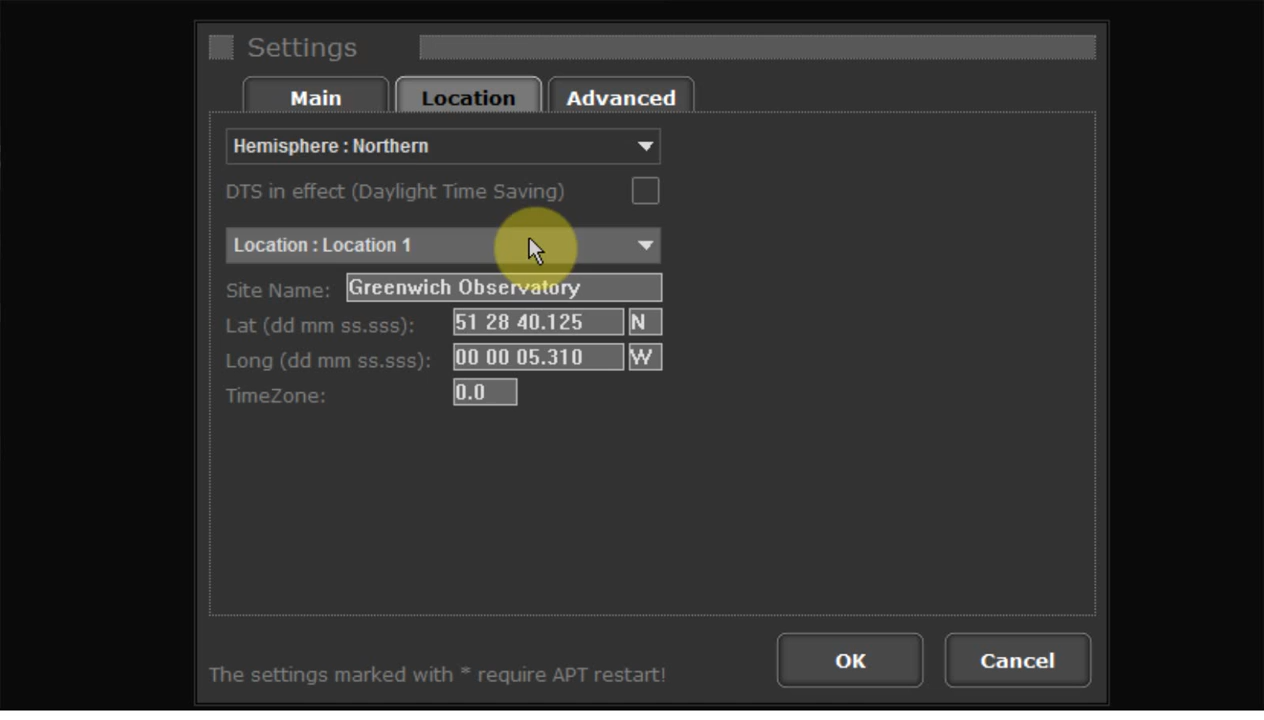 Settings
Main Location Advanced
Hemisphere : Northern
DTS in effect (Daylight Time Saving)
Location : Location 1
Site Name: Greenwich Observatory
Lat (dd mm ss.sss): 51 28 40.125 N
Long (dd mm ss.sss): 00 00 05.310 W
TimeZone: 0.0
The settings marked with * require APT restart!
OK Cancel